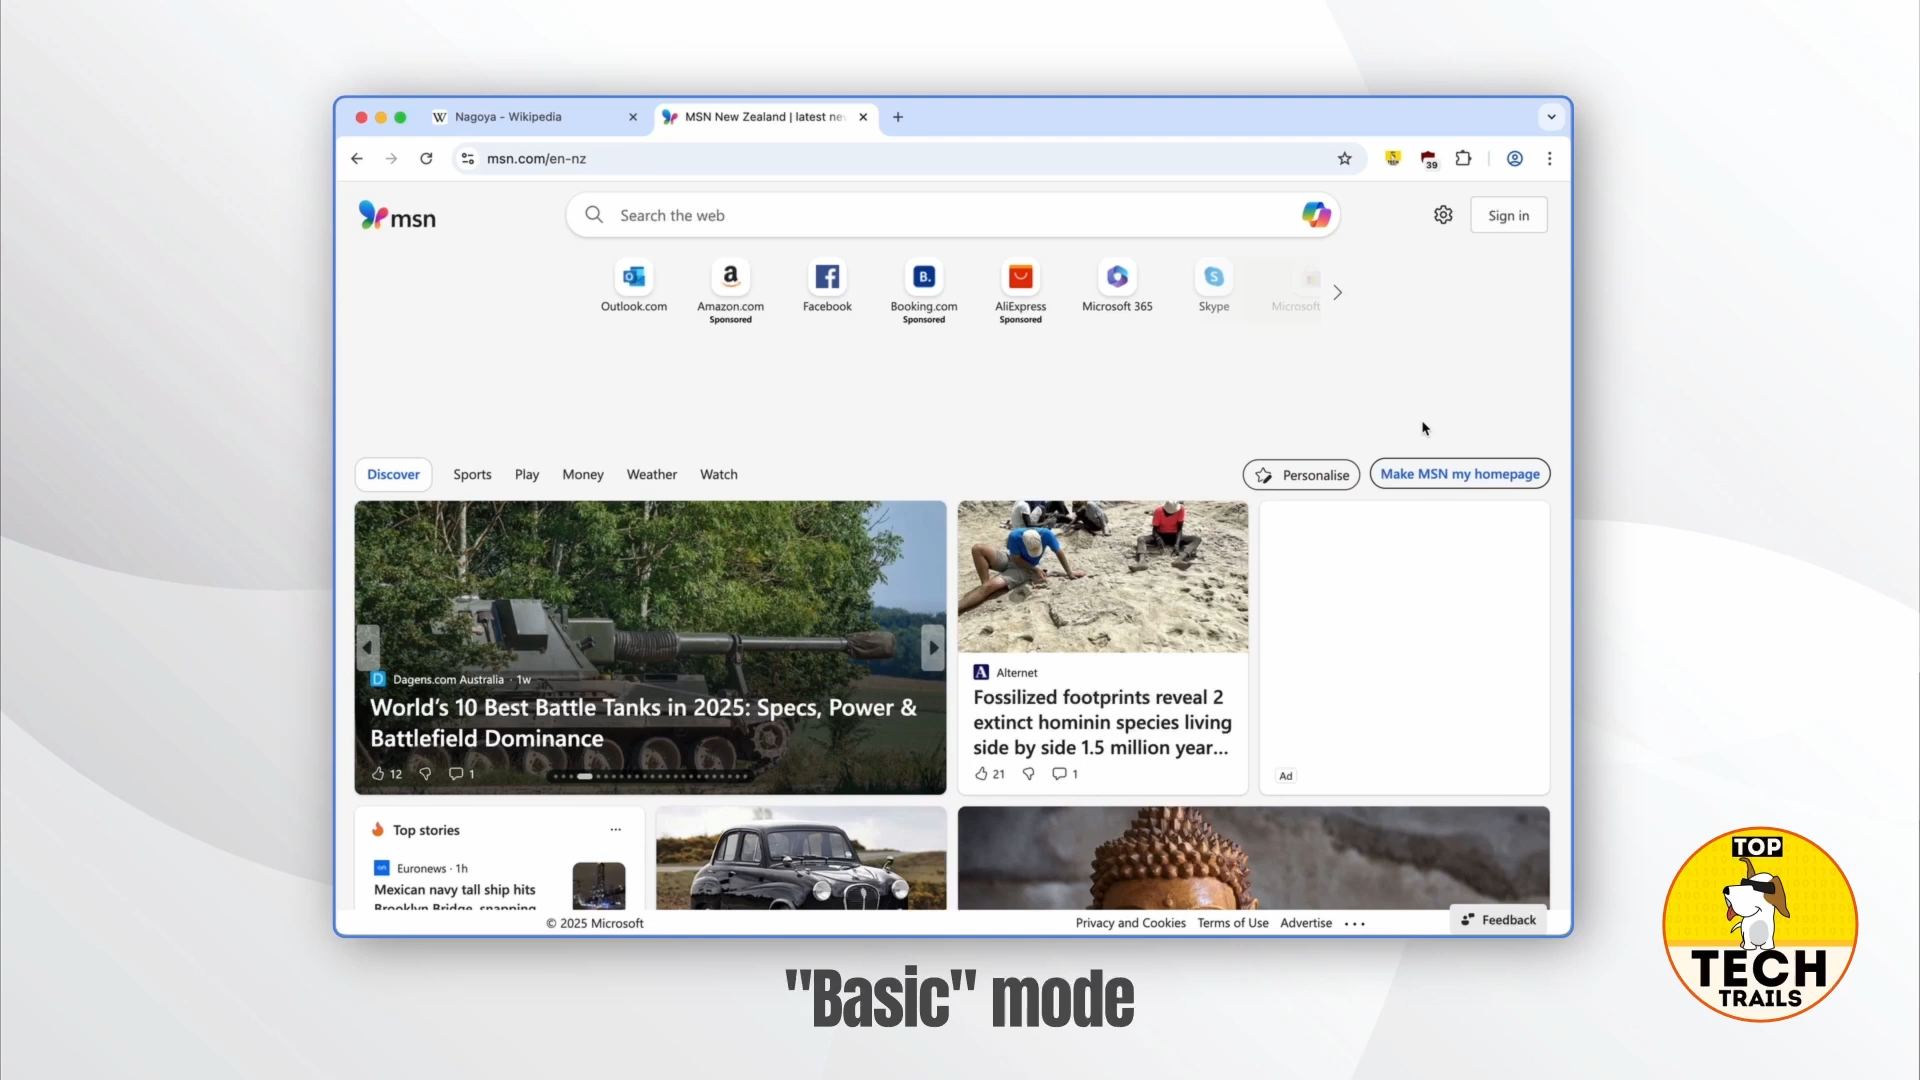 Nagoya - Wikipedia
MSN New Zealand | latest ne
msn.com/en-nz
39
msn
Search the web
Sign in
Outlook.com
Amazon.com
Sponsored
Facebook
Booking.com
Sponsored
AliExpress
Sponsored
Microsoft 365
Skype
Microsoft
Discover
Sports
Play
Money
Weather
Watch
Personalise
Make MSN my homepage
Dagens.com Australia · 1w
World's 10 Best Battle Tanks in 2025: Specs, Power &
Battlefield Dominance
12
1
Alternet
Fossilized footprints reveal 2
extinct hominin species living
side by side 1.5 million year...
21
1
Ad
Top stories
Euronews · 1h
Mexican navy tall ship hits
Brooklyn Bridge, snapping
© 2025 Microsoft
Privacy and Cookies
Terms of Use
Advertise
Feedback
"Basic" mode
TOP
TECH
TRAILS